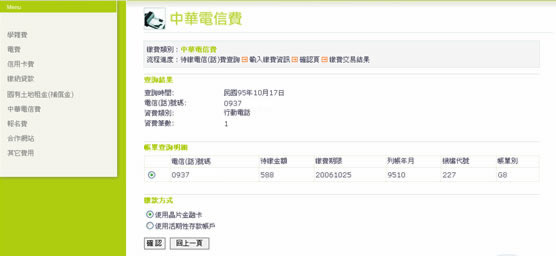 Menu
學雜費
電費
信用卡費
繳納貸款
國有土地租金(補償金)
中華電信費
報名費
合作網站
其它費用
中華電信費
繳費類別：中華電信費
流程進度：待繳電信(話)費查詢 輸入繳費資訊 確認頁 繳費交易結果
查詢結果
查詢時間： 民國95年10月17日
電信(話)號碼： 0937
資費類別： 行動電話
資費筆數： 1
帳單查詢明細
電信(話)號碼 待繳金額 繳費期限 列帳年月 機構代號 帳單別
0937 588 20061025 9510 227 G8
繳款方式
使用晶片金融卡
使用活期性存款帳戶
確 認 回上一頁